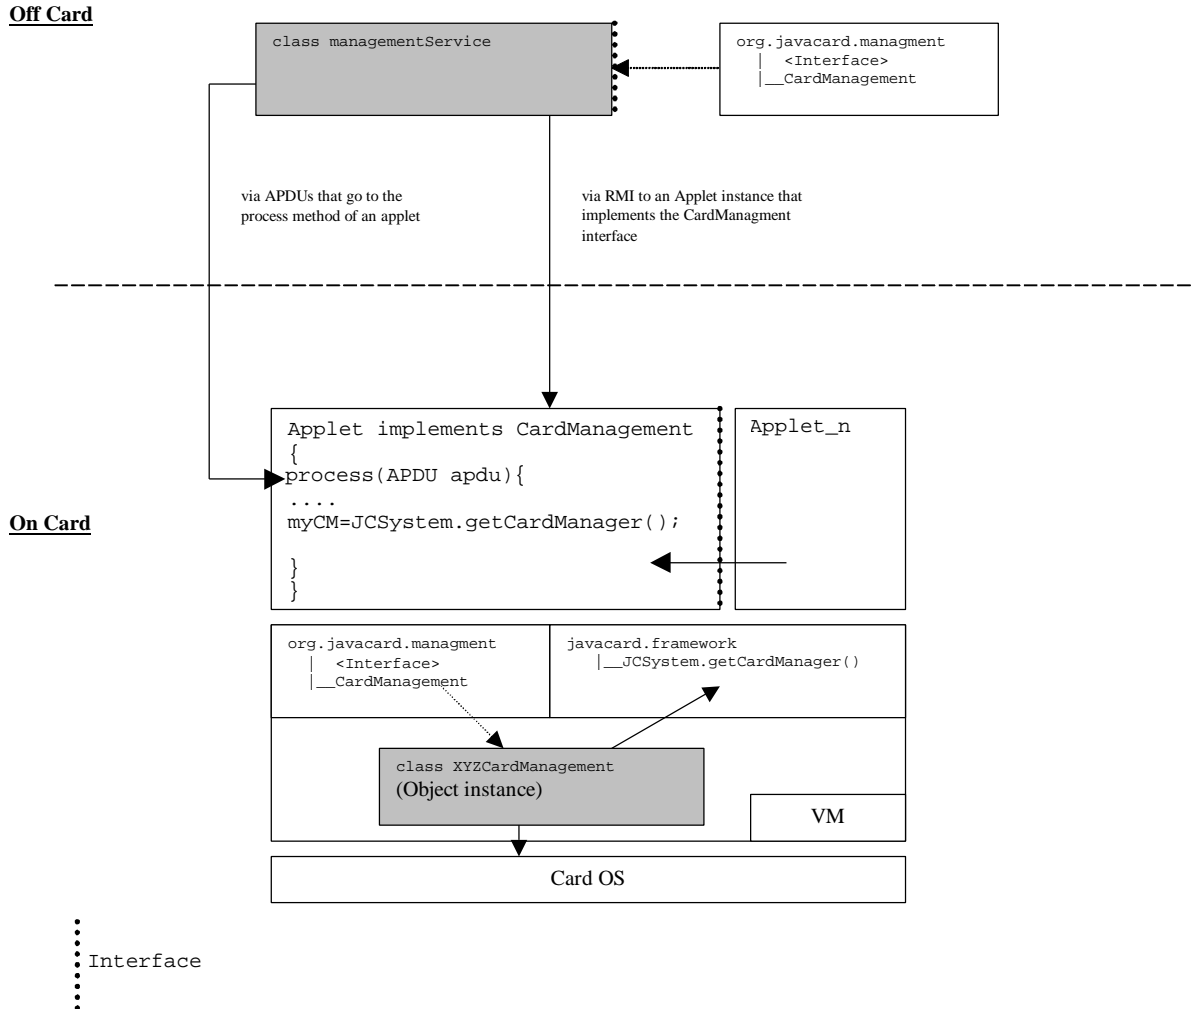 Off Card
class managementService
org.javacard.managment
|   <Interface>
|__CardManagement
via APDUs that go to the
process method of an applet
via RMI to an Applet instance that
implements the CardManagment
interface
Applet implements CardManagement
{
process(APDU apdu){
....
myCM=JCSystem.getCardManager();
}
}
Applet_n
On Card
org.javacard.managment
|   <Interface>
|__CardManagement
javacard.framework
|__JCSystem.getCardManager()
class XYZCardManagement
(Object instance)
VM
Card OS
Interface